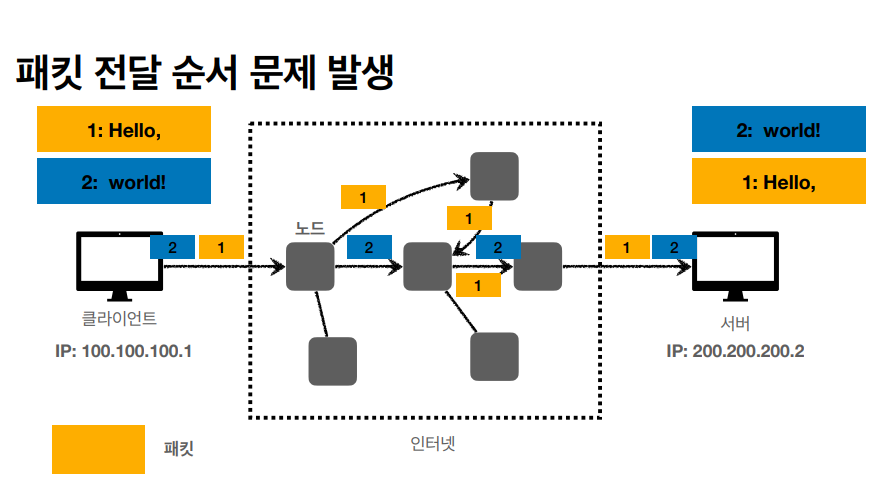 패킷 전달 순서 문제 발생
1: Hello,
2: world!
2: world!
1: Hello,
노드
1
1
2
1
2
2
1
1
2
클라이언트
IP: 100.100.100.1
서버
IP: 200.200.200.2
인터넷
패킷